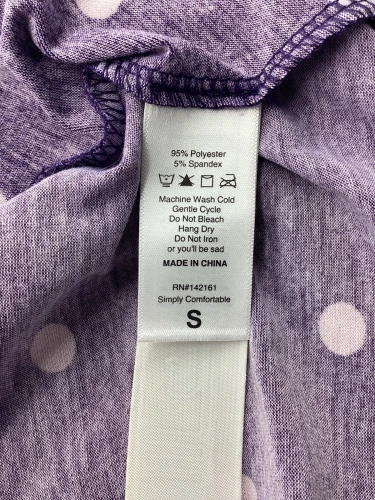 95% Polyester
5% Spandex
Machine Wash Cold
Gentle Cycle
Do Not Bleach
Hang Dry
Do Not Iron
or you'll be sad
MADE IN CHINA
RN#142161
Simply Comfortable
S